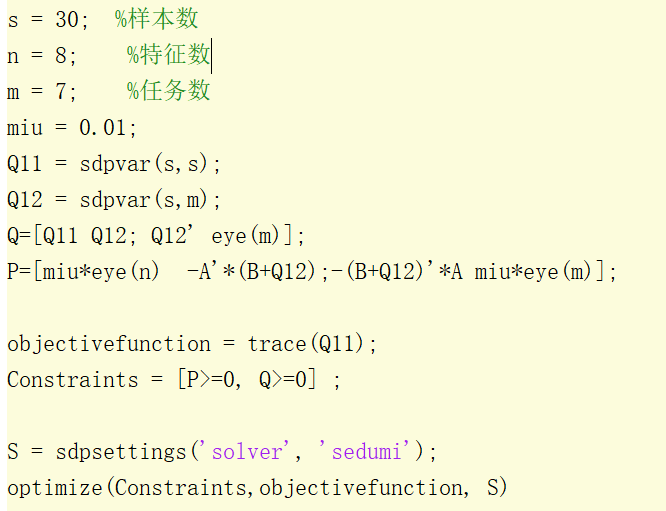 s = 30;  %样本数
n = 8;    %特征数
m = 7;    %任务数
miu = 0.01;
Q11 = sdpvar(s,s);
Q12 = sdpvar(s,m);
Q=[Q11 Q12; Q12' eye(m)];
P=[miu*eye(n)  -A'*(B+Q12);-(B+Q12)'*A miu*eye(m)];
objectivefunction = trace(Q11);
Constraints = [P>=0, Q>=0] ;
S = sdpsettings('solver', 'sedumi');
optimize(Constraints,objectivefunction, S)